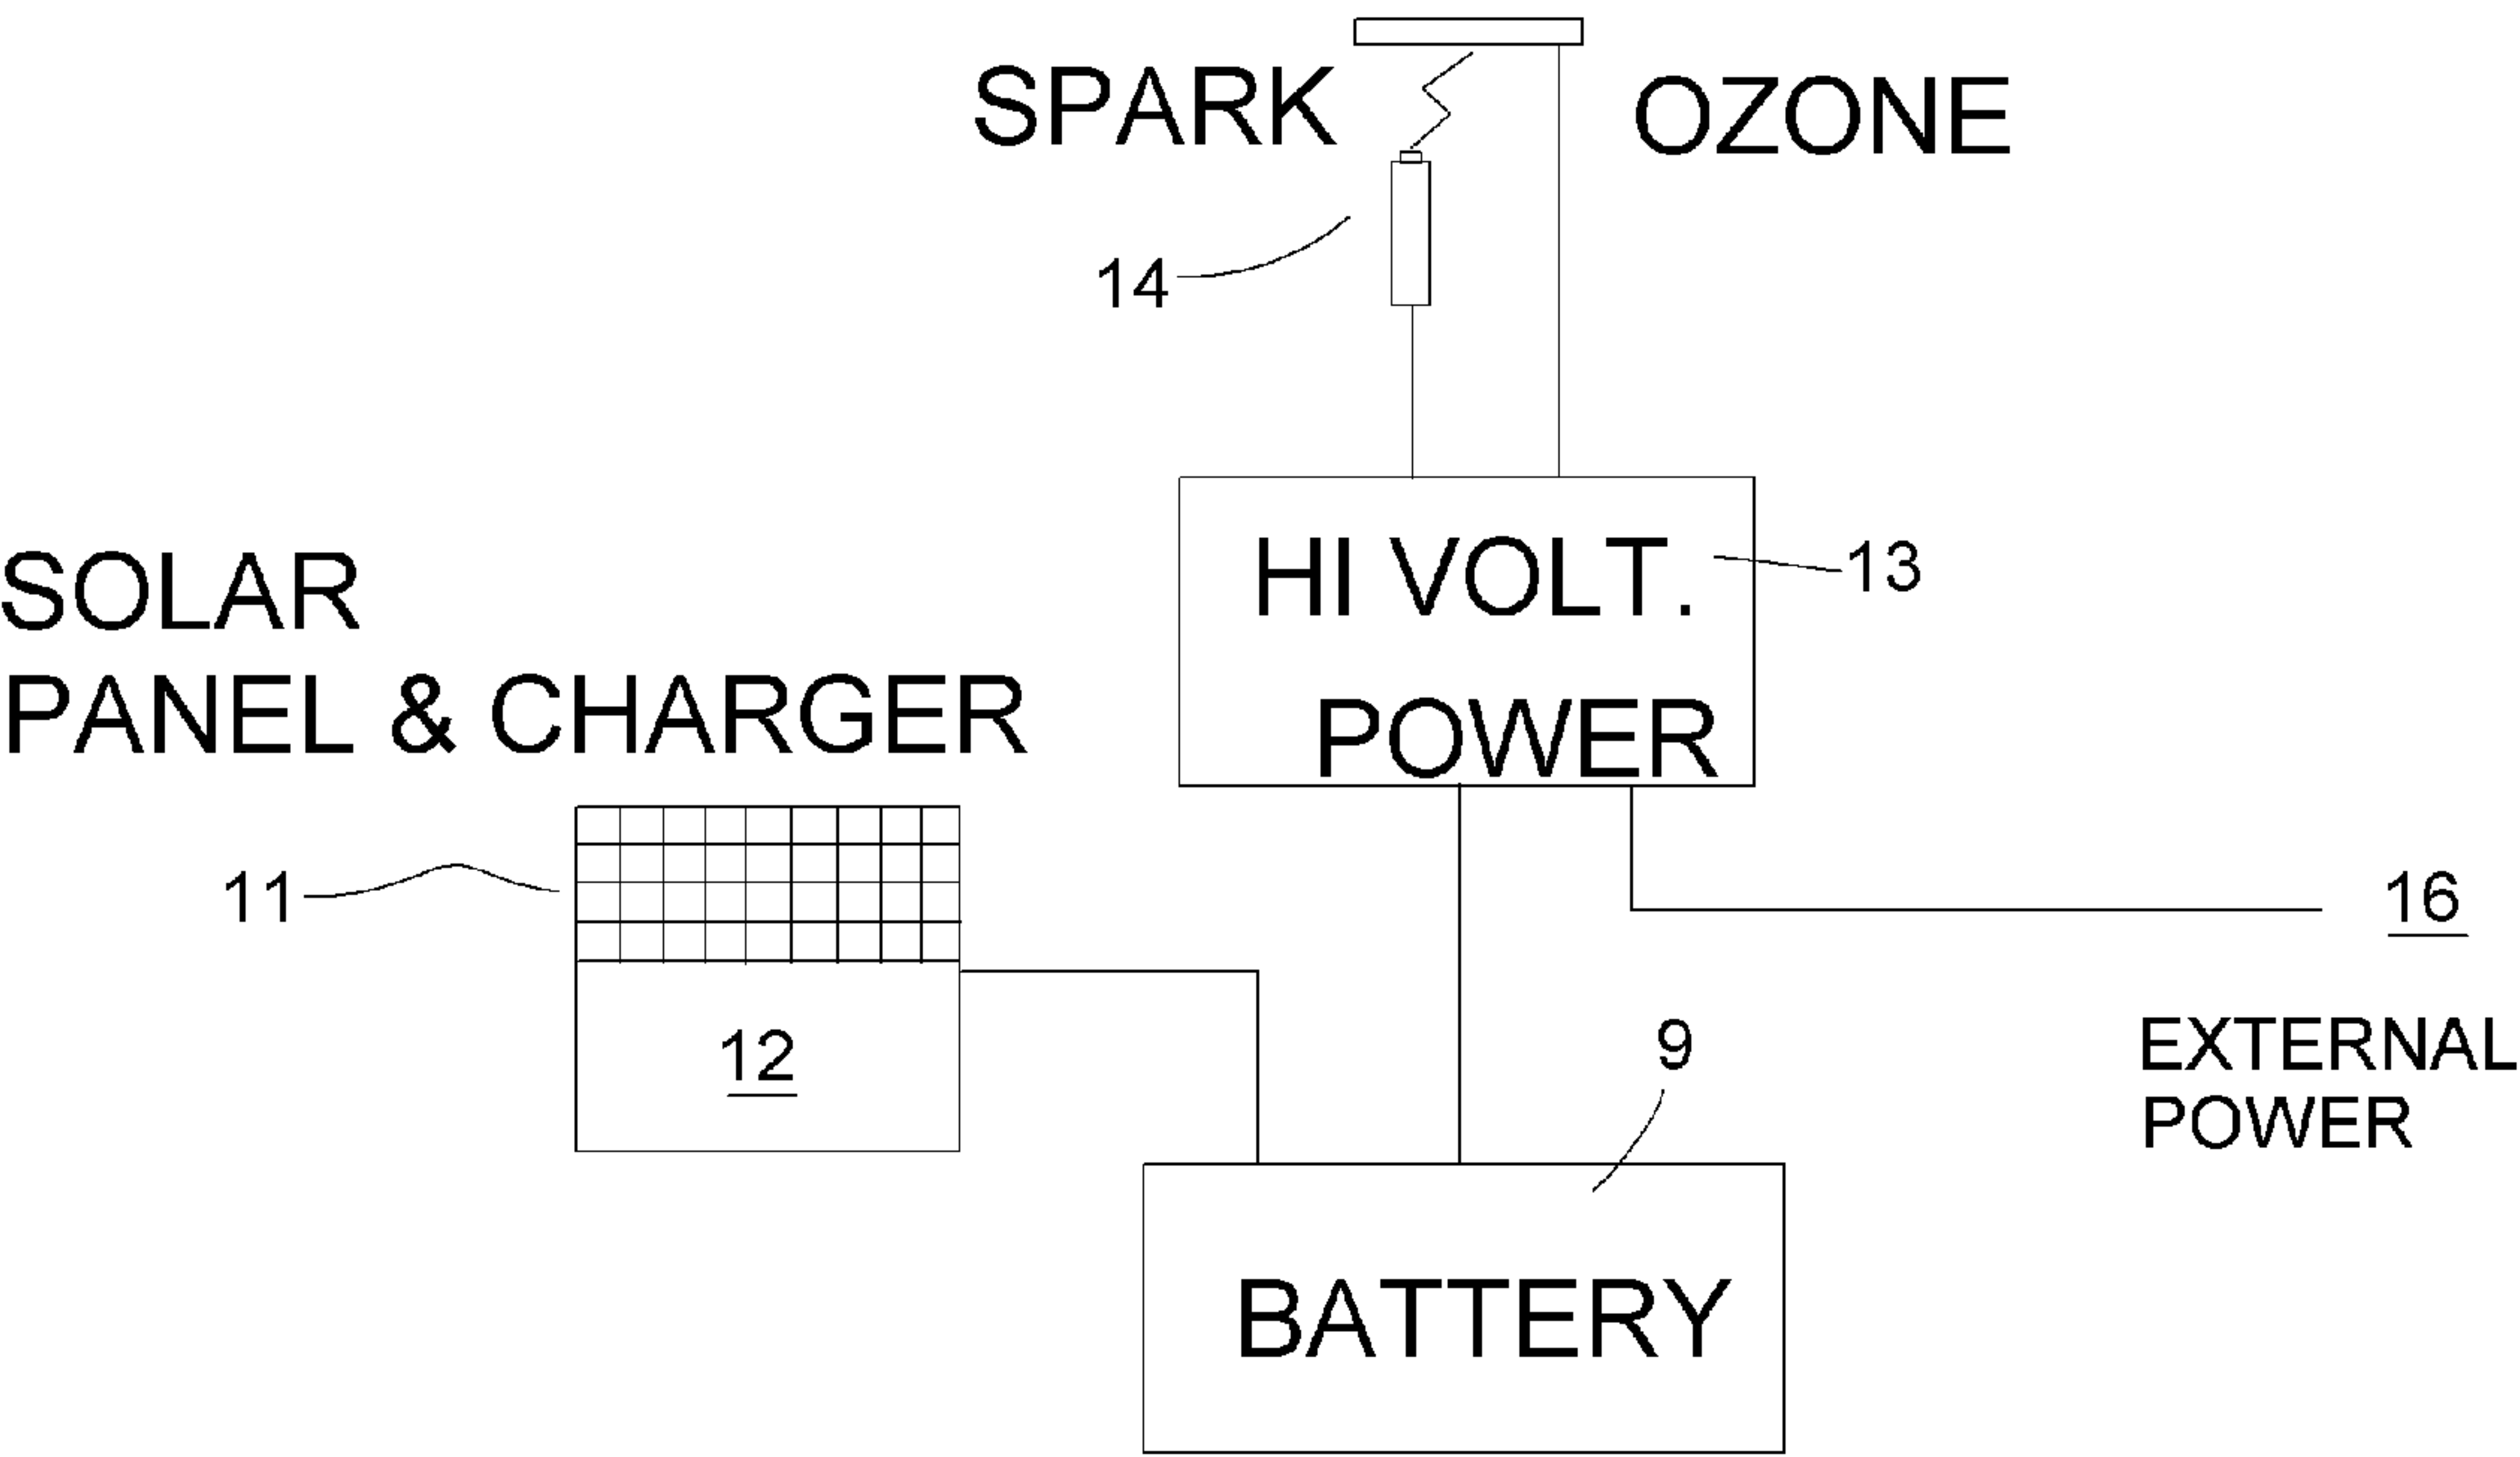 SPARK
OZONE
14
HI VOLT.
POWER
13
SOLAR
PANEL & CHARGER
11
12
16
EXTERNAL
POWER
9
BATTERY